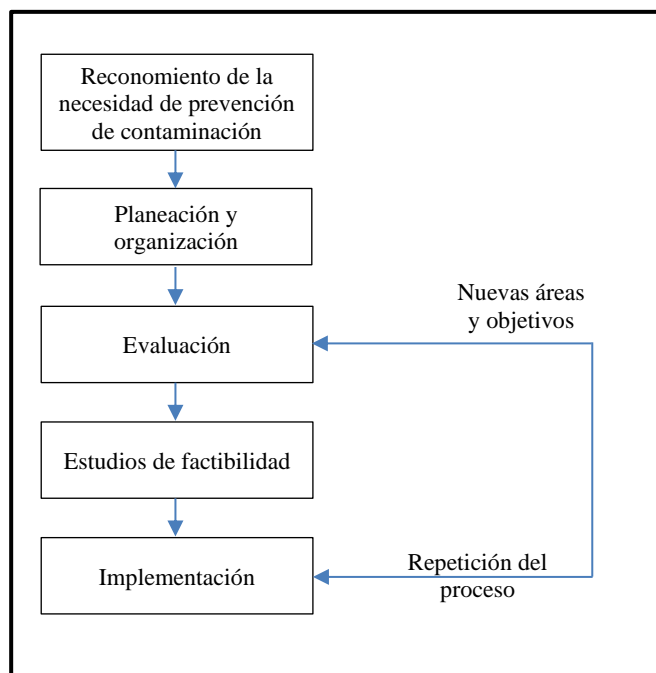 Reconomiento de la
necesidad de prevención
de contaminación
Planeación y
organización
Nuevas áreas
y objetivos
Evaluación
Estudios de factibilidad
Repetición del
proceso
Implementación